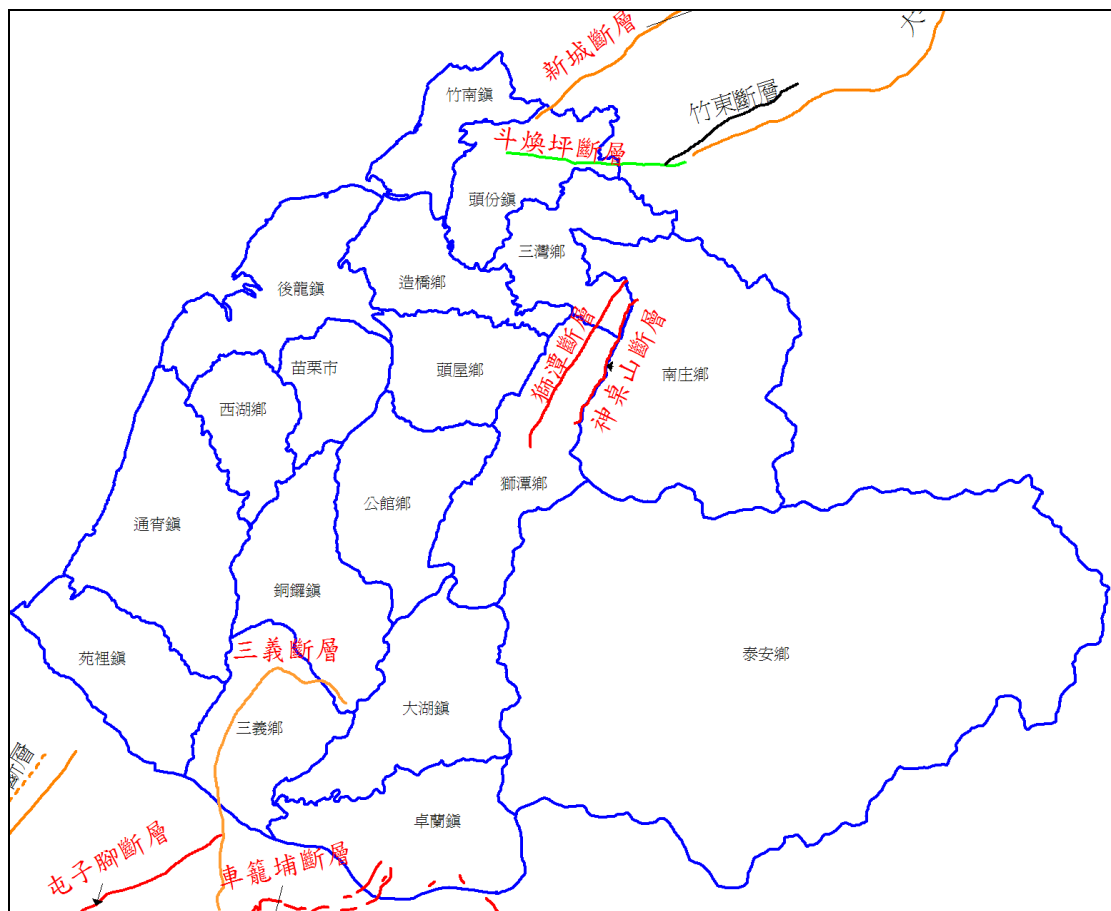 新城斷層
大
竹南鎮
竹東斷層
斗煥坪斷層
頭份鎮
三灣鄉
造橋鄉
後龍鎮
獅潭斷層
神桌山斷層
苗栗市
頭屋鄉
南庄鄉
西湖鄉
獅潭鄉
公館鄉
通宵鎮
銅鑼鎮
三義斷層
苑裡鎮
泰安鄉
大湖鎮
三義鄉
斷層
卓蘭鎮
屯子腳斷層
車籠埔斷層